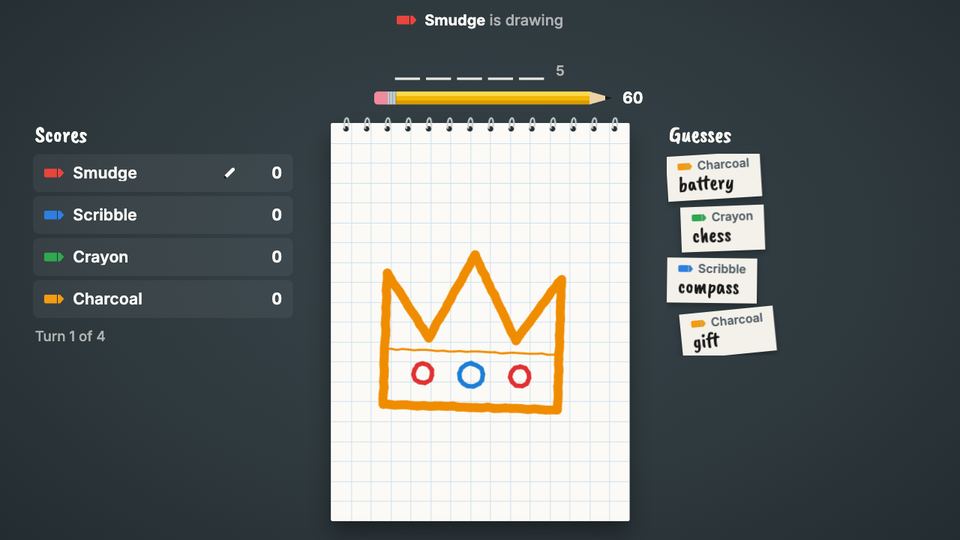 Smudge is drawing
_ _ _ _ _ 5
60
Scores
Smudge 0
Scribble 0
Crayon 0
Charcoal 0
Turn 1 of 4
Guesses
Charcoal
battery
Crayon
chess
Scribble
compass
Charcoal
gift